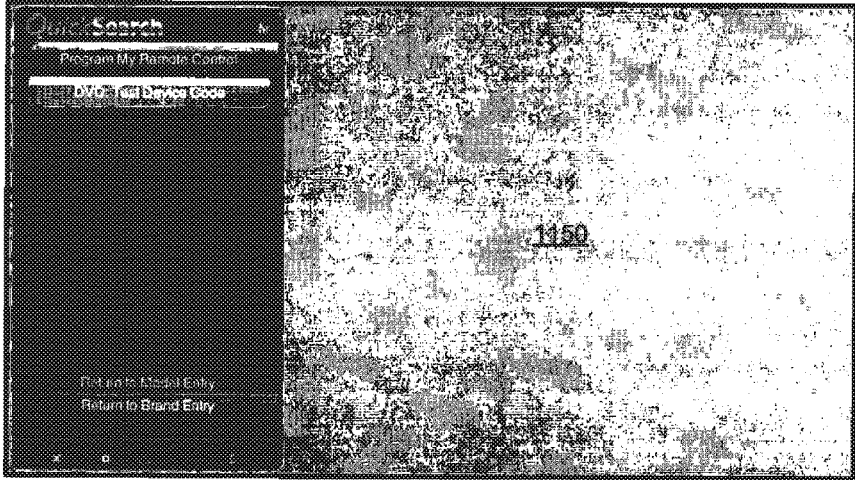 QuickSearch
Program My Remote Control
DVD: Test Device Code
1150
Return to Model Entry
Return to Brand Entry